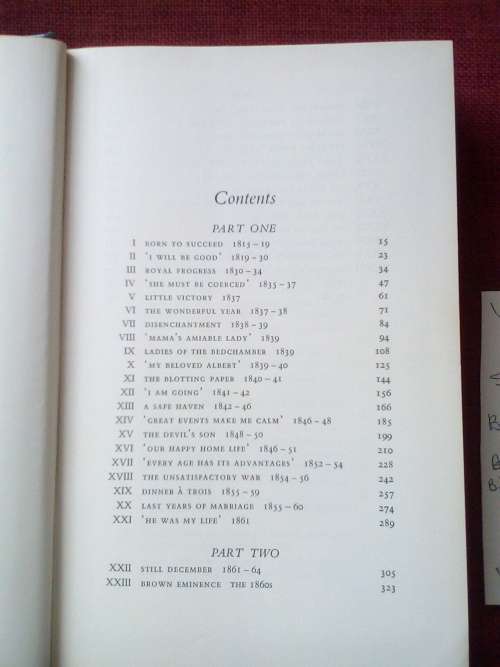 Contents
PART ONE
I BORN TO SUCCEED 1815–19 15
II 'I WILL BE GOOD' 1819–30 23
III ROYAL PROGRESS 1830–34 34
IV 'SHE MUST BE COERCED' 1835–37 47
V LITTLE VICTORY 1837 61
VI THE WONDERFUL YEAR 1837–38 71
VII DISENCHANTMENT 1838–39 84
VIII 'MAMA'S AMIABLE LADY' 1839 94
IX LADIES OF THE BEDCHAMBER 1839 108
X 'MY BELOVED ALBERT' 1839–40 125
XI THE BLOTTING PAPER 1840–41 144
XII 'I AM GOING' 1841–42 156
XIII A SAFE HAVEN 1842–46 166
XIV 'GREAT EVENTS MAKE ME CALM' 1846–48 185
XV THE DEVIL'S SON 1848–50 199
XVI 'OUR HAPPY HOME LIFE' 1846–51 210
XVII 'EVERY AGE HAS ITS ADVANTAGES' 1852–54 228
XVIII THE UNSATISFACTORY WAR 1854–56 242
XIX DINNER À TROIS 1855–59 257
XX LAST YEARS OF MARRIAGE 1855–60 274
XXI 'HE WAS MY LIFE' 1861 289
PART TWO
XXII STILL DECEMBER 1861–64 305
XXIII BROWN EMINENCE THE 1860s 323